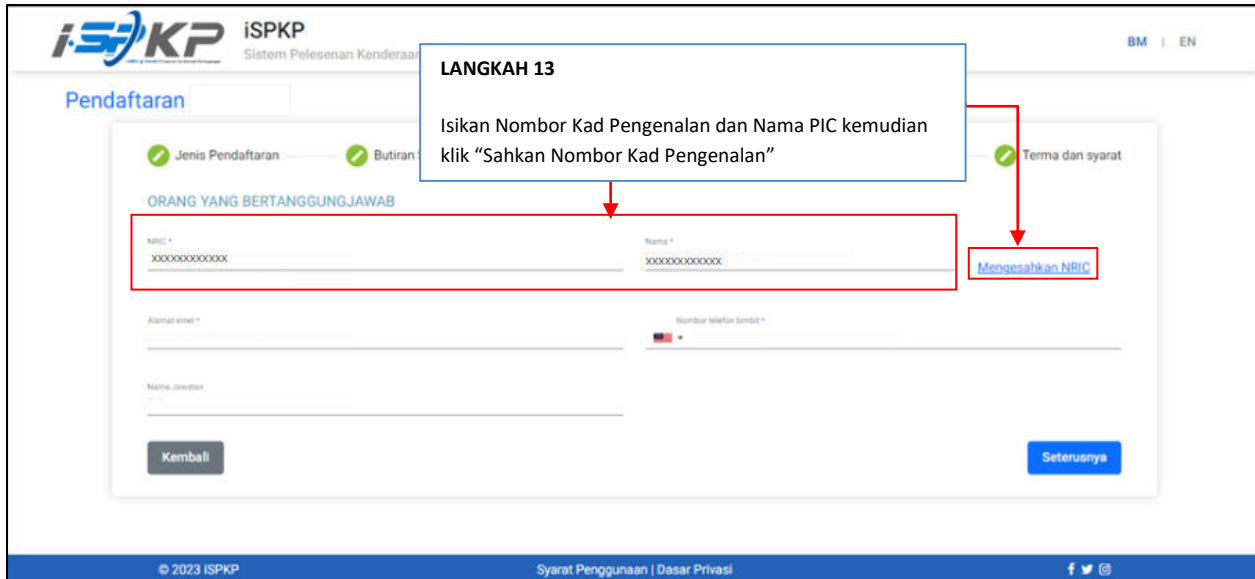 iSPKP
iSPKP
Sistem Pelesenan Kenderaan
BM | EN
LANGKAH 13
Isikan Nombor Kad Pengenalan dan Nama PIC kemudian
klik “Sahkan Nombor Kad Pengenalan”
Pendaftaran
Jenis Pendaftaran
Butiran
Terma dan syarat
ORANG YANG BERTANGGUNGJAWAB
NRIC *
Nama *
XXXXXXXXXXXX
XXXXXXXXXXXX
Mengesahkan NRIC
Alamat emel *
Nombor telefon bimbit *
Nama Jawatan
Kembali
Seterusnya
© 2023 iSPKP
Syarat Penggunaan | Dasar Privasi